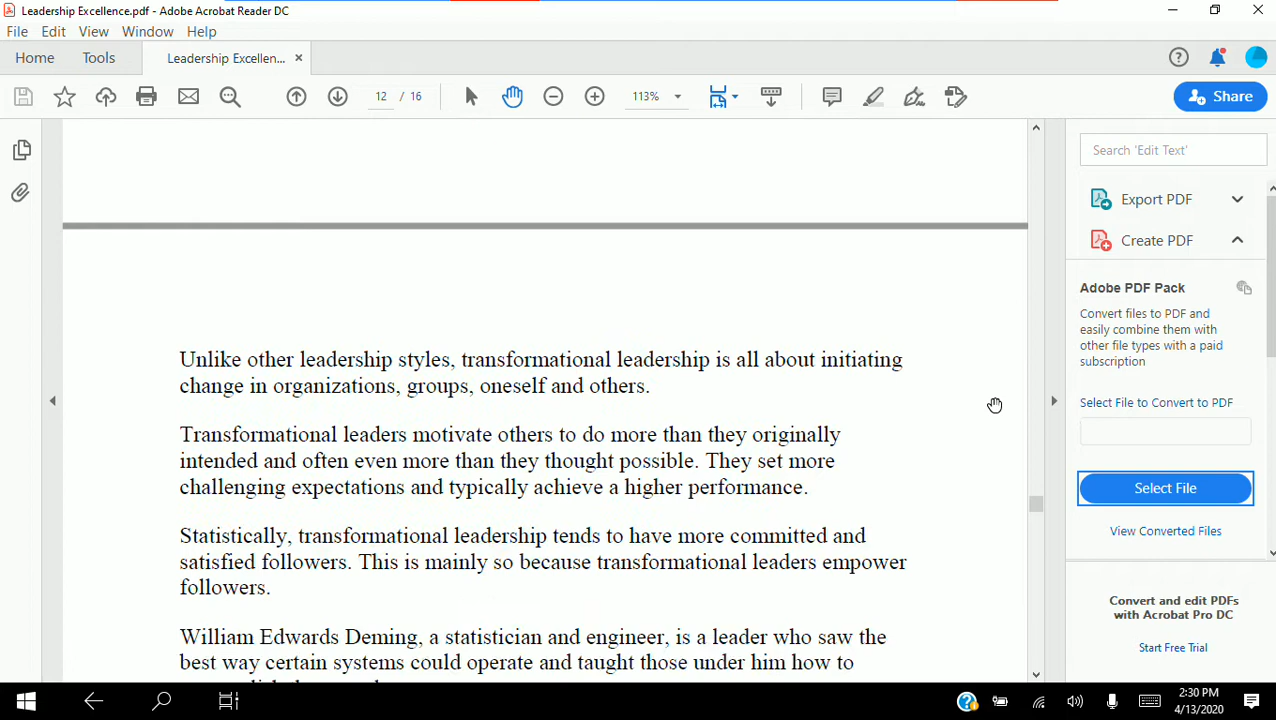 Leadership Excellence.pdf - Adobe Acrobat Reader DC
File Edit View Window Help
Home Tools Leadership Excellen...
12 / 16 113% Share
Search 'Edit Text'
Export PDF
Create PDF
Adobe PDF Pack
Convert files to PDF and
easily combine them with
other file types with a paid
subscription
Select File to Convert to PDF
Select File
View Converted Files
Convert and edit PDFs
with Acrobat Pro DC
Start Free Trial
Unlike other leadership styles, transformational leadership is all about initiating
change in organizations, groups, oneself and others.
Transformational leaders motivate others to do more than they originally
intended and often even more than they thought possible. They set more
challenging expectations and typically achieve a higher performance.
Statistically, transformational leadership tends to have more committed and
satisfied followers. This is mainly so because transformational leaders empower
followers.
William Edwards Deming, a statistician and engineer, is a leader who saw the
best way certain systems could operate and taught those under him how to
2:30 PM
4/13/2020